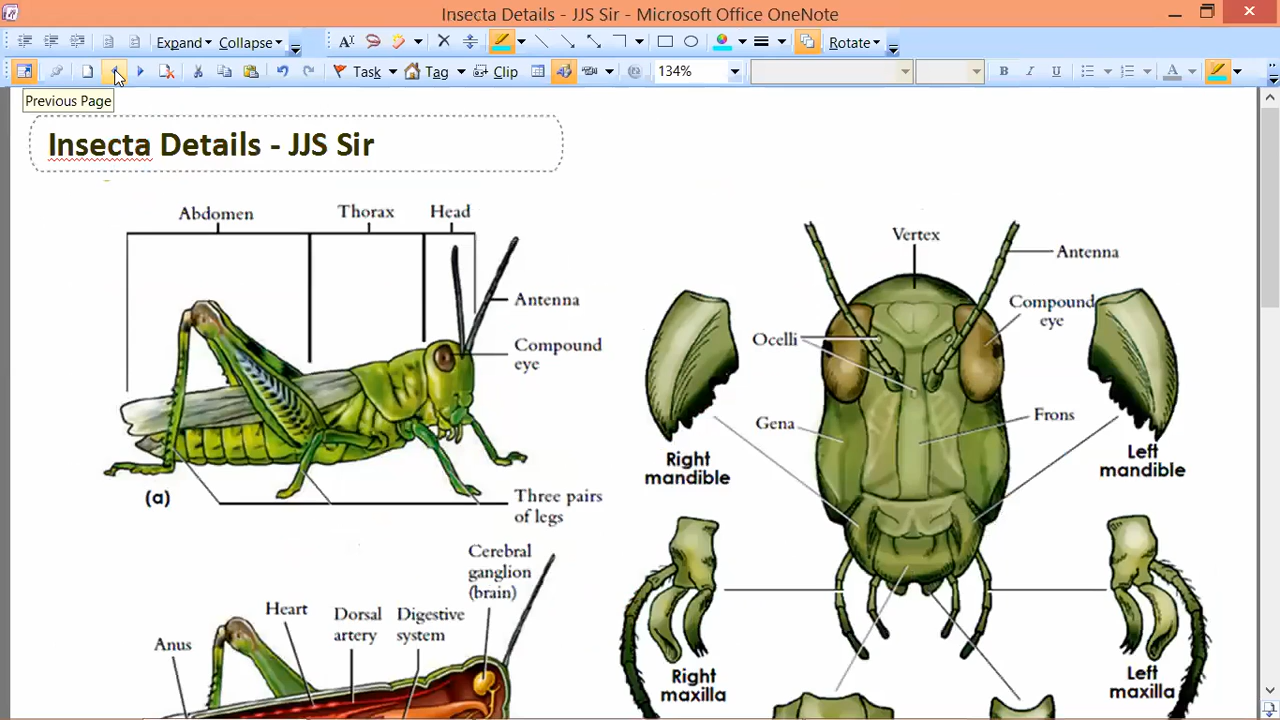 Insecta Details - JJS Sir - Microsoft Office OneNote
Expand Collapse Rotate
Task Tag Clip 134% B I U A
Previous Page
Insecta Details - JJS Sir
Abdomen Thorax Head
Antenna
Compound
eye
Three pairs
of legs
(a)
Cerebral
ganglion
(brain)
Heart
Dorsal
artery
Digestive
system
Anus
Vertex
Antenna
Compound
eye
Ocelli
Gena
Frons
Right
mandible
Left
mandible
Right
maxilla
Left
maxilla